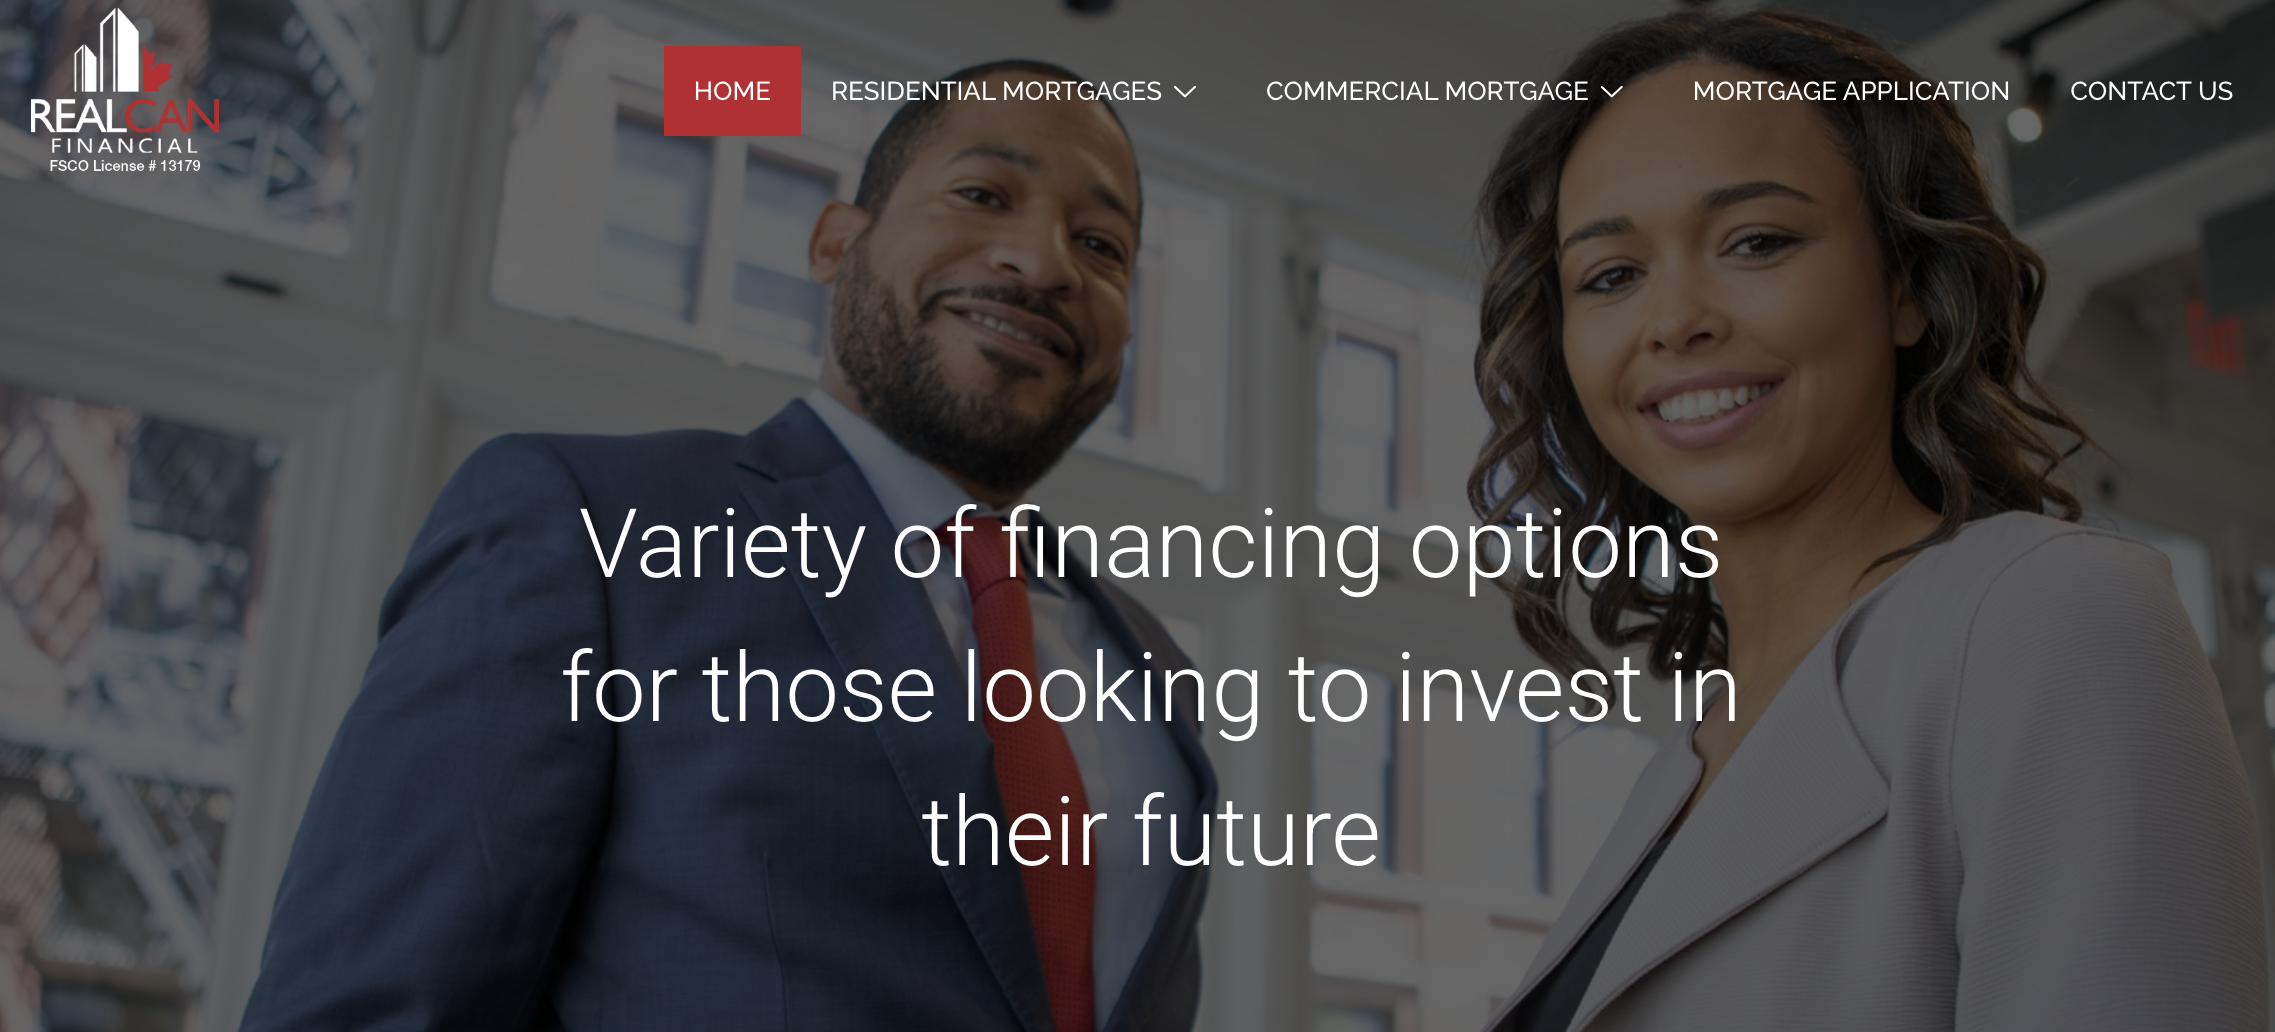 REALCAN
FINANCIAL
FSCO License # 13179
HOME
RESIDENTIAL MORTGAGES
COMMERCIAL MORTGAGE
MORTGAGE APPLICATION
CONTACT US
Variety of financing options
for those looking to invest in
their future